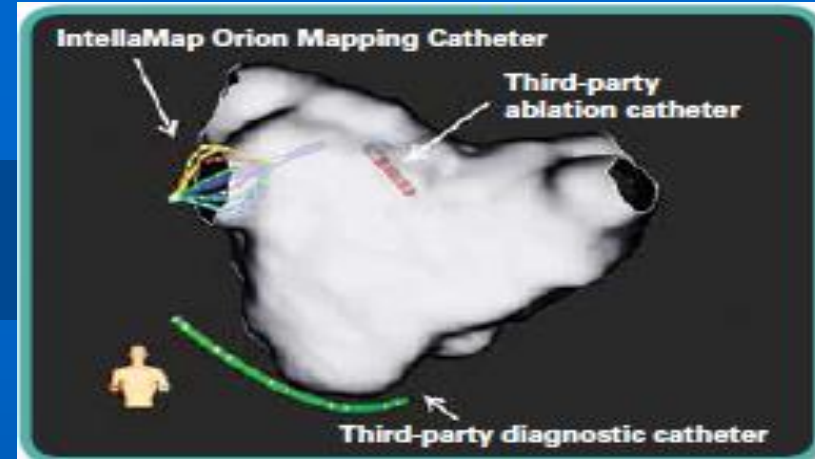 IntellaMap Orion Mapping Catheter
Third-party
ablation catheter
Third-party diagnostic catheter